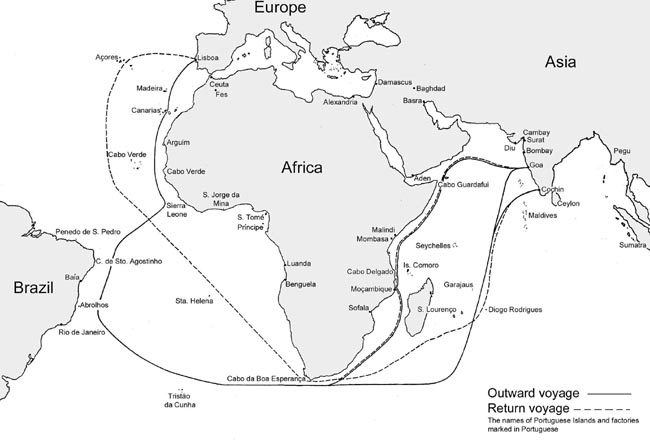 Europe
Asia
Açores
Lisboa
Madeira
Ceuta
Fes
Canarias
Alexandria
Damascus
Baghdad
Basra
Arguim
Cabo Verde
Cabo Verde
Africa
Cambay
Surat
Diu
Bombay
Goa
Pegu
Aden
Cabo Guardafui
Cochin
Ceylon
Maldives
Sierra
Leone
S. Jorge da
Mina
S. Tomé
Príncipe
Penedo de S. Pedro
C. de Sto. Agostinho
Malindi
Mombasa
Seychelles
Sumatra
Luanda
Benguela
Cabo Delgado
Is. Comoro
Moçambique
Garajaus
Brazil
Baía
Abrolhos
Rio de Janeiro
Sta. Helena
Sofala
S. Lourenço
Diogo Rodrigues
Cabo da Boa Esperança
Tristão
da Cunha
Outward voyage
Return voyage
The names of Portuguese Islands and factories
marked in Portuguese